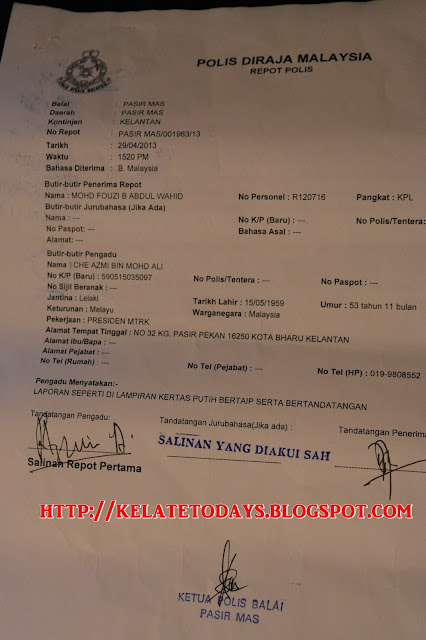 POLIS DIRAJA MALAYSIA
REPOT POLIS
POLIS DIRAJA MALAYSIA
Balai : PASIR MAS
Daerah : PASIR MAS
Kontinjen : KELANTAN
No Repot : PASIR MAS/001963/13
Tarikh : 29/04/2013
Waktu : 1520 PM
Bahasa Diterima : B. Malaysia
Butir-butir Penerima Repot
Nama : MOHD FOUZI B ABDUL WAHID No Personel : R120716 Pangkat : KPL
Butir-butir Jurubahasa (Jika Ada)
Nama : --- No K/P (Baru) : --- No Polis/Tentera:
No Paspot: --- Bahasa Asal : ---
Alamat: ---
Butir-butir Pengadu
Nama : CHE AZMI BIN MOHD ALI
No K/P (Baru) : 590515035097 No Polis/Tentera : --- No Paspot : ---
No Sijil Beranak : ---
Jantina : Lelaki Tarikh Lahir : 15/05/1959 Umur : 53 tahun 11 bulan
Keturunan : Melayu Warganegara : Malaysia
Pekerjaan : PRESIDEN MTRK
Alamat Tempat Tinggal : NO 32 KG. PASIR PEKAN 16250 KOTA BHARU KELANTAN
Alamat Ibu/Bapa : ---
Alamat Pejabat : ---
No Tel (Rumah) : --- No Tel (Pejabat) : --- No Tel (HP) : 019-9808552
Pengadu Menyatakan:-
LAPORAN SEPERTI DI LAMPIRAN KERTAS PUTIH BERTAIP SERTA BERTANDATANGAN
Tandatangan Pengadu: Tandatangan Jurubahasa(Jika ada) : Tandatangan Penerima
SALINAN YANG DIAKUI SAH
Salinan Repot Pertama
HTTP://KELATETODAYS.BLOGSPOT.COM
KETUA POLIS BALAI
PASIR MAS